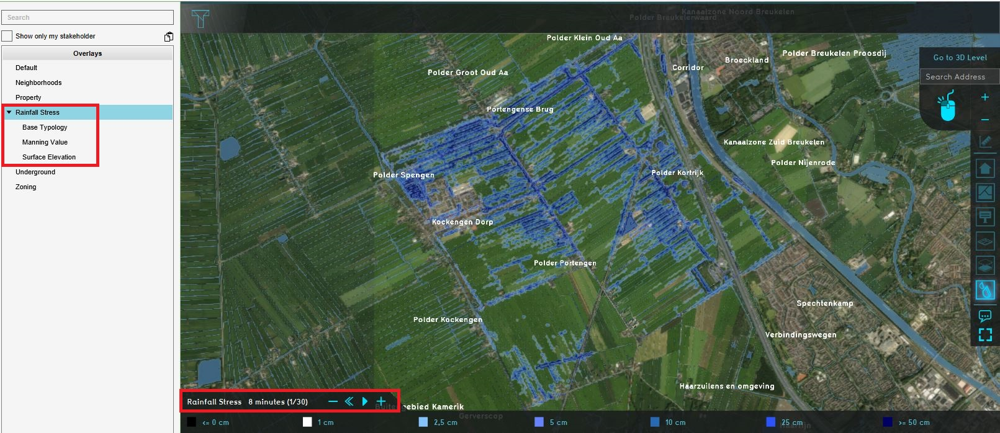 Search
Show only my stakeholder
Overlays
Default
Neighborhoods
Property
Rainfall Stress
Base Typology
Manning Value
Surface Elevation
Underground
Zoning
Kanaalzone Noord Breukelen
Polder Breukelerwaard
Polder Klein Oud Aa
Polder Breukelen Proosdij
Go to 3D Level
Broeckland
Corridor
Polder Groot Oud Aa
Search Address
Portengense Brug
Kanaalzone Zuid Breukelen
Polder Nijenrode
Polder Spengen
Polder Kortrijk
Kockengen Dorp
Polder Portengen
Spechtenkamp
Polder Kockengen
Verbindingswegen
Haarzuilens en omgeving
Rainfall Stress 8 minutes (1/30)
Buitengebied Kamerik
Gerverscop
Haarrijn
<= 0 cm
1 cm
2,5 cm
5 cm
10 cm
25 cm
>= 50 cm